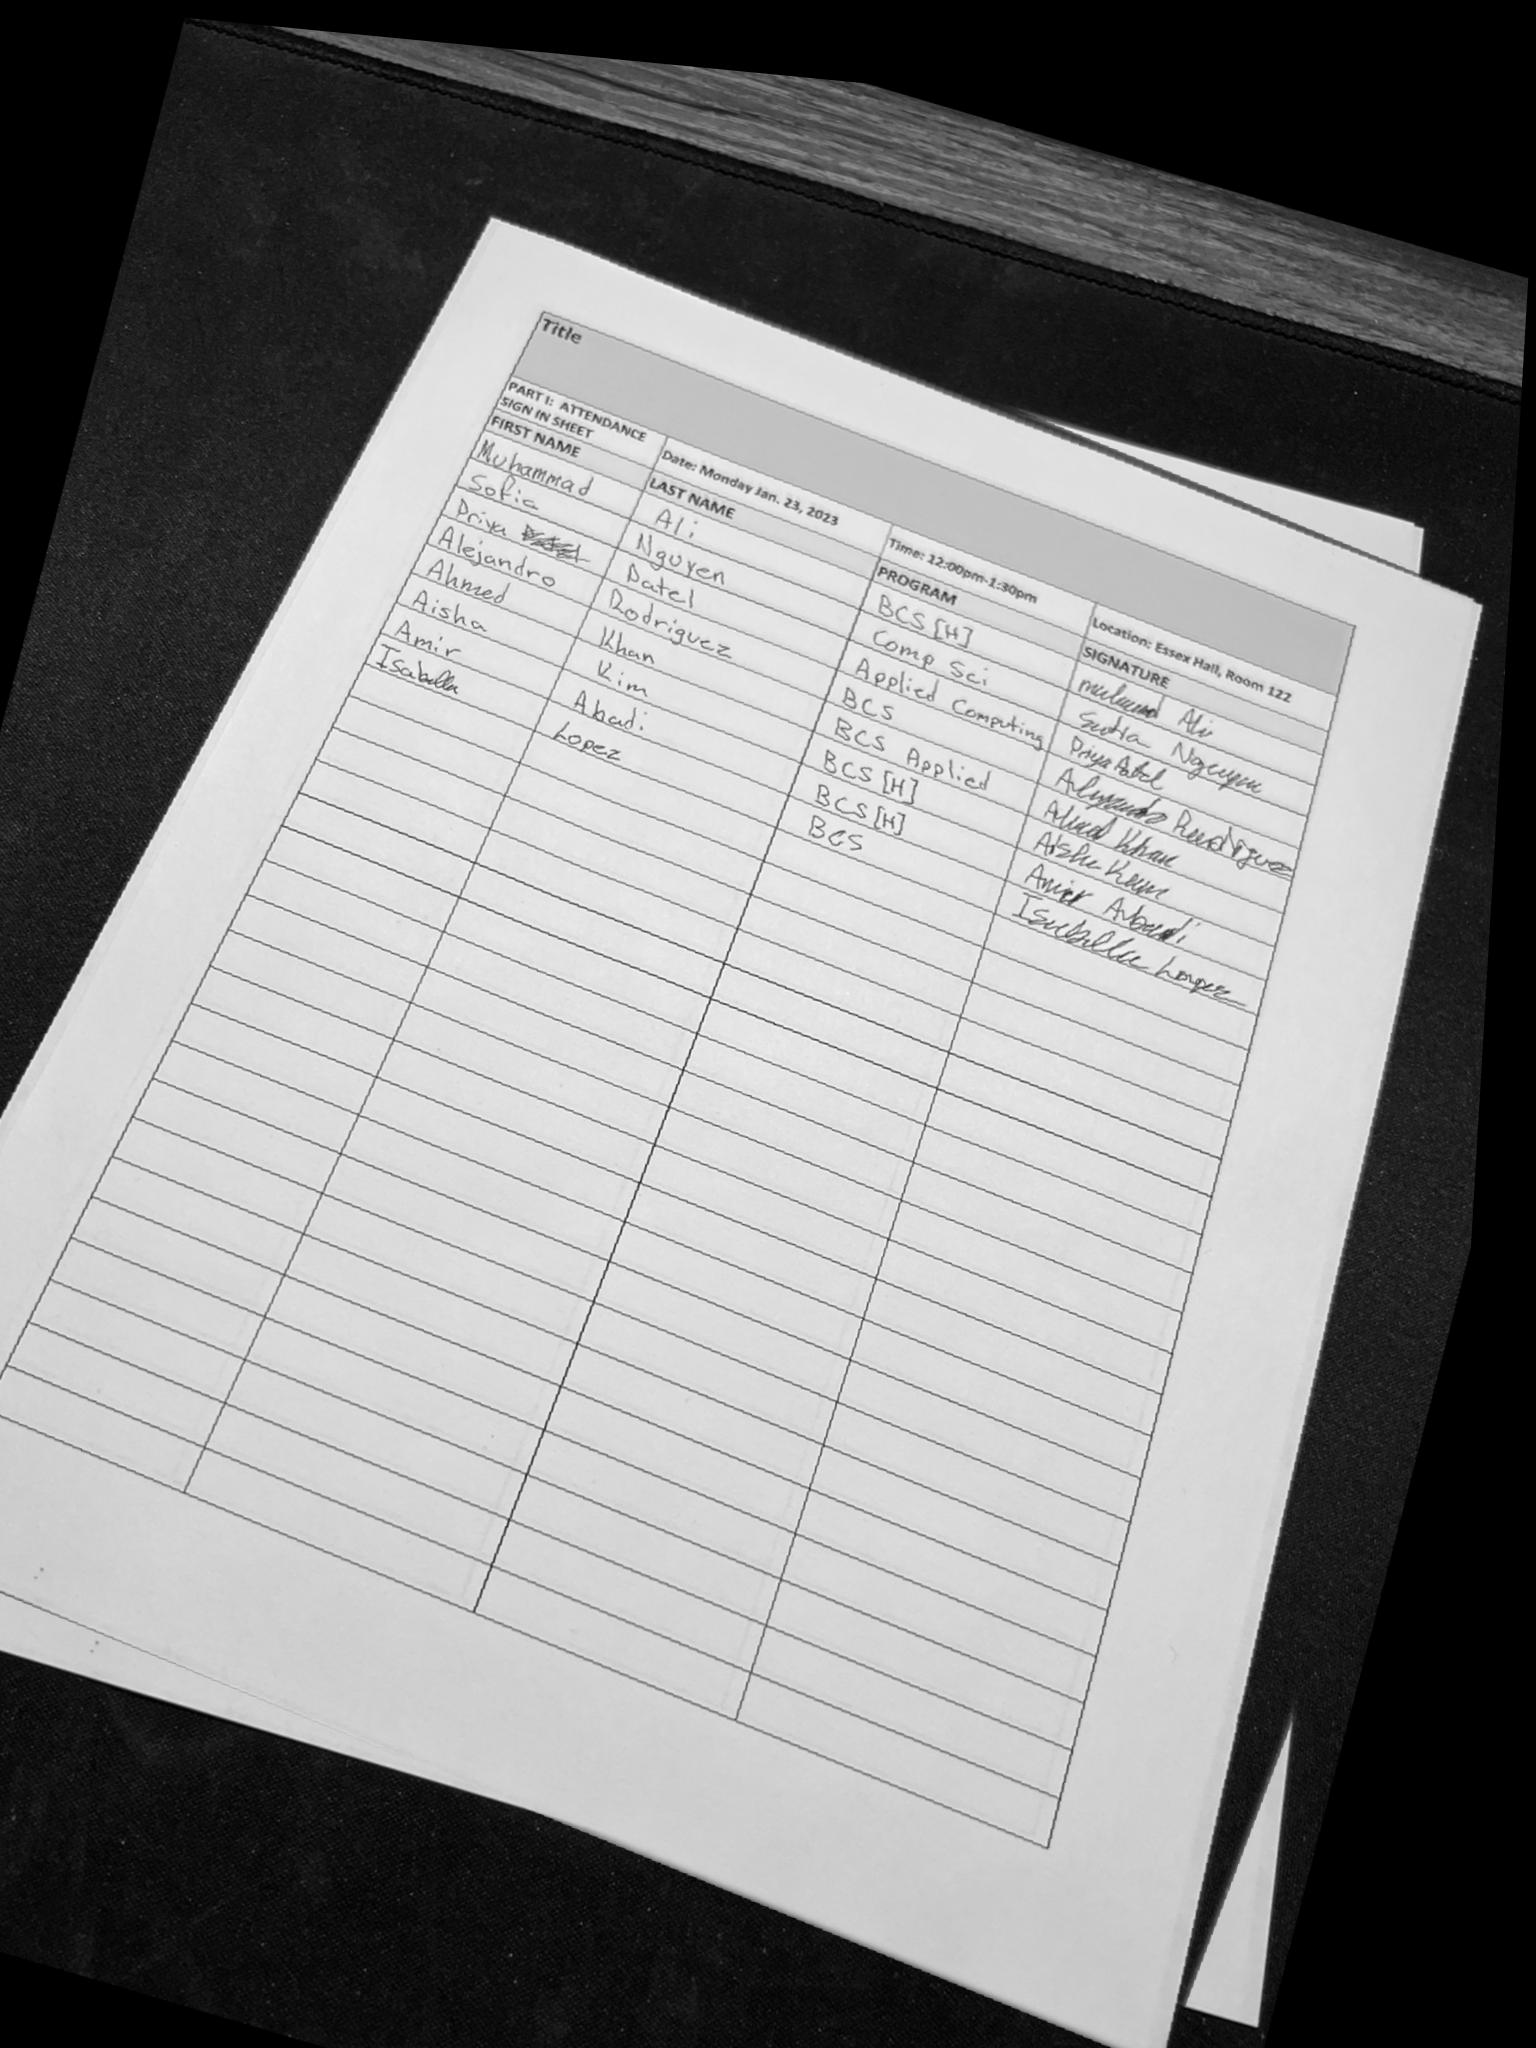 Title
PART I: ATTENDANCE SIGN IN SHEET Date: Monday Jan. 23, 2023 Time: 12:00pm-1:30pm Location: Essex Hall, Room 122
FIRST NAME LAST NAME PROGRAM SIGNATURE
Muhammad Ali BCS [H] Ali
Sofia Nguyen Comp Sci Sofia Nguyen
Priya Patel Applied Computing Priya Patel
Alejandro Rodriguez BCS Alejandro Rodriguez
Ahmed Khan BCS Applied Ahmed Khan
Aisha Kim BCS [H] Aisha Kim
Amir Abadi BCS [H] Amir Abadi
Isabella Lopez BCS Isabella Lopez